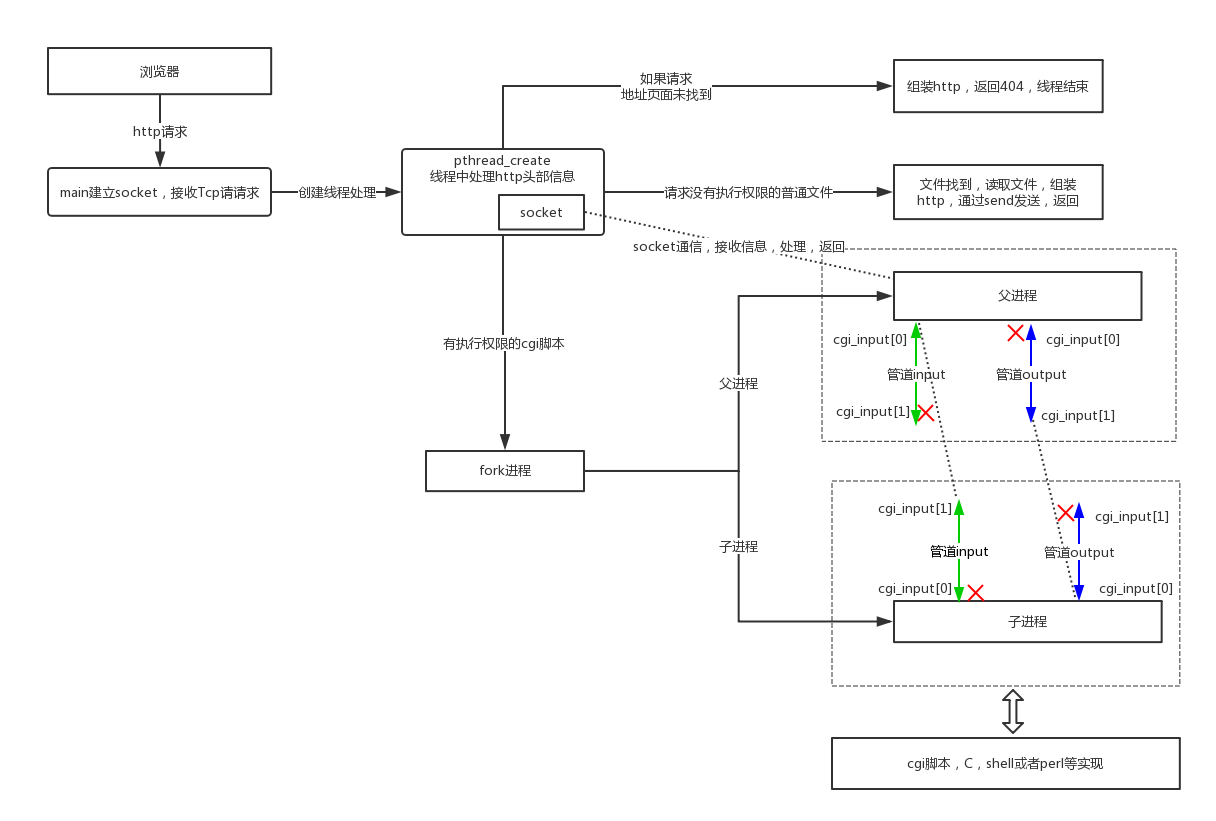 浏览器
http请求
main建立socket，接收Tcp请请求
创建线程处理
pthread_create
线程中处理http头部信息
socket
如果请求
地址页面未找到
组装http，返回404，线程结束
请求没有执行权限的普通文件
文件找到，读取文件，组装
http，通过send发送，返回
socket通信，接收信息，处理，返回
父进程
cgi_input[0]
cgi_input[0]
管道input
管道output
cgi_input[1]
cgi_input[1]
有执行权限的cgi脚本
父进程
fork进程
子进程
cgi_input[1]
cgi_input[1]
管道input
管道output
cgi_input[0]
cgi_input[0]
子进程
cgi脚本，C，shell或者perl等实现